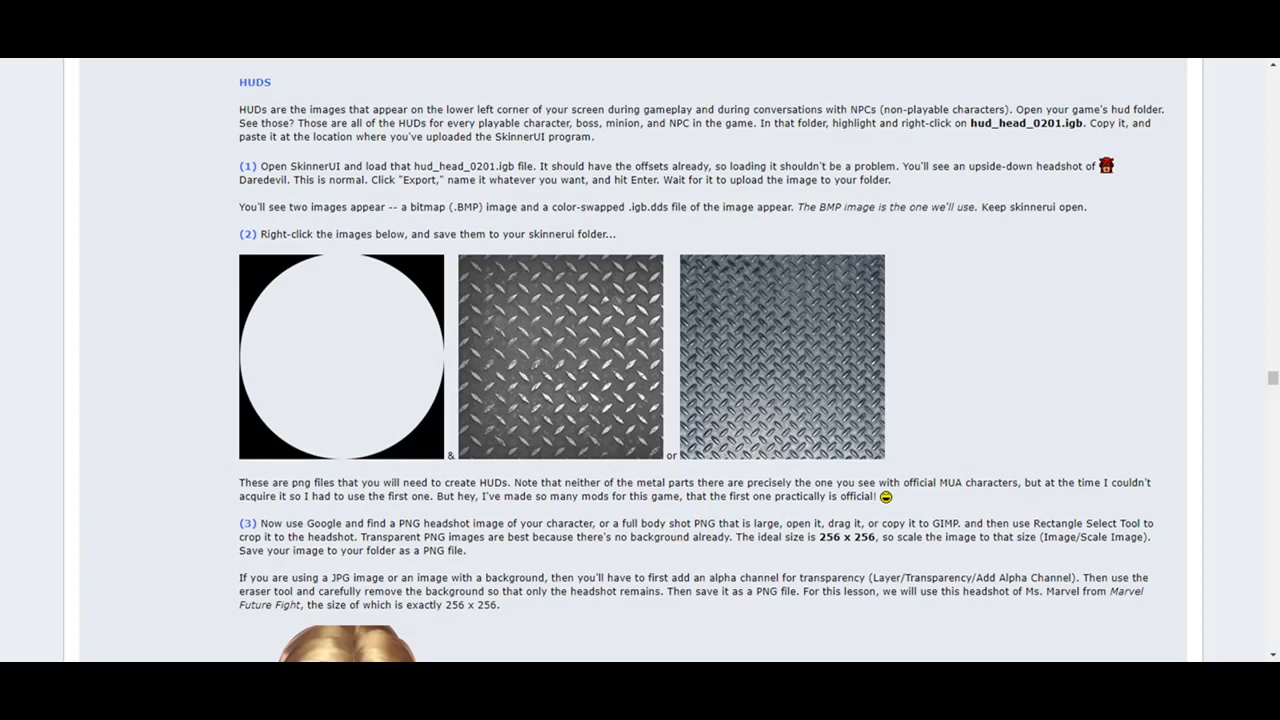 HUDS
HUDs are the images that appear on the lower left corner of your screen during gameplay and during conversations with NPCs (non-playable characters). Open your game's hud folder.
See those? Those are all of the HUDs for every playable character, boss, minion, and NPC in the game. In that folder, highlight and right-click on hud_head_0201.igb. Copy it, and
paste it at the location where you've uploaded the SkinnerUI program.
(1) Open SkinnerUI and load that hud_head_0201.igb file. It should have the offsets already, so loading it shouldn't be a problem. You'll see an upside-down headshot of
Daredevil. This is normal. Click "Export," name it whatever you want, and hit Enter. Wait for it to upload the image to your folder.
You'll see two images appear -- a bitmap (.BMP) image and a color-swapped .igb.dds file of the image appear. The BMP image is the one we'll use. Keep skinnerui open.
(2) Right-click the images below, and save them to your skinnerui folder...
& or
These are png files that you will need to create HUDs. Note that neither of the metal parts there are precisely the one you see with official MUA characters, but at the time I couldn't
acquire it so I had to use the first one. But hey, I've made so many mods for this game, that the first one practically is official!
(3) Now use Google and find a PNG headshot image of your character, or a full body shot PNG that is large, open it, drag it, or copy it to GIMP. and then use Rectangle Select Tool to
crop it to the headshot. Transparent PNG images are best because there's no background already. The ideal size is 256 x 256, so scale the image to that size (Image/Scale Image).
Save your image to your folder as a PNG file.
If you are using a JPG image or an image with a background, then you'll have to first add an alpha channel for transparency (Layer/Transparency/Add Alpha Channel). Then use the
eraser tool and carefully remove the background so that only the headshot remains. Then save it as a PNG file. For this lesson, we will use this headshot of Ms. Marvel from Marvel
Future Fight, the size of which is exactly 256 x 256.